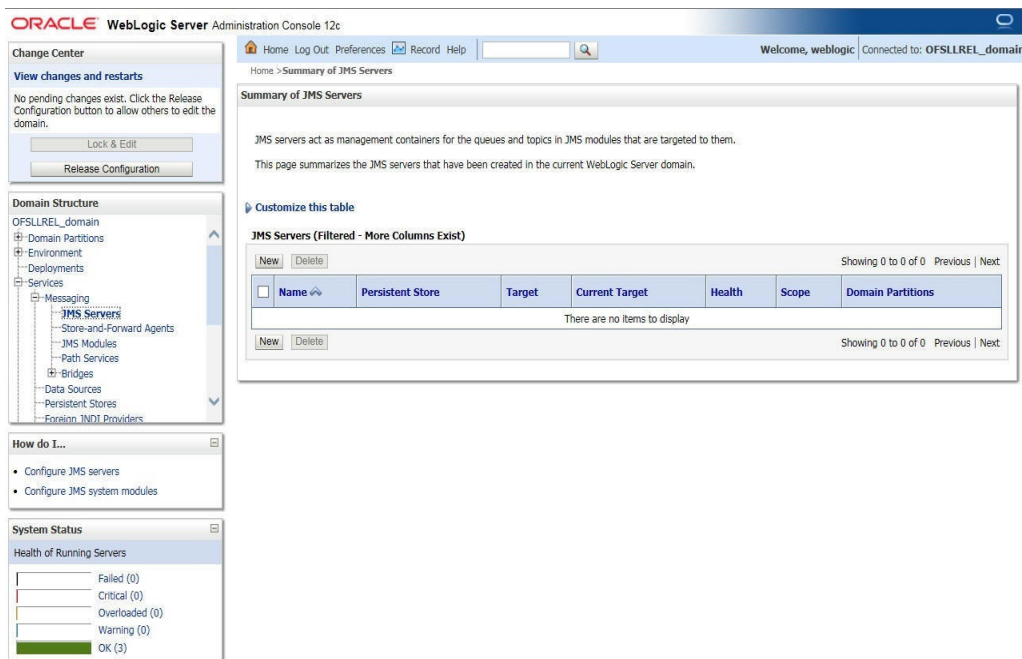 ORACLE WebLogic Server Administration Console 12c
Change Center
View changes and restarts
No pending changes exist. Click the Release
Configuration button to allow others to edit the
domain.
Lock & Edit
Release Configuration
Domain Structure
OFSLLREL_domain
Domain Partitions
Environment
Deployments
Services
Messaging
JMS Servers
Store-and-Forward Agents
JMS Modules
Path Services
Bridges
Data Sources
Persistent Stores
Foreign JNDI Providers
How do I...
Configure JMS servers
Configure JMS system modules
System Status
Health of Running Servers
Failed (0)
Critical (0)
Overloaded (0)
Warning (0)
OK (3)
Home Log Out Preferences Record Help
Welcome, weblogic Connected to: OFSLLREL_domain
Home >Summary of JMS Servers
Summary of JMS Servers
JMS servers act as management containers for the queues and topics in JMS modules that are targeted to them.
This page summarizes the JMS servers that have been created in the current WebLogic Server domain.
Customize this table
JMS Servers (Filtered - More Columns Exist)
New Delete Showing 0 to 0 of 0 Previous | Next
Name Persistent Store Target Current Target Health Scope Domain Partitions
There are no items to display
New Delete Showing 0 to 0 of 0 Previous | Next